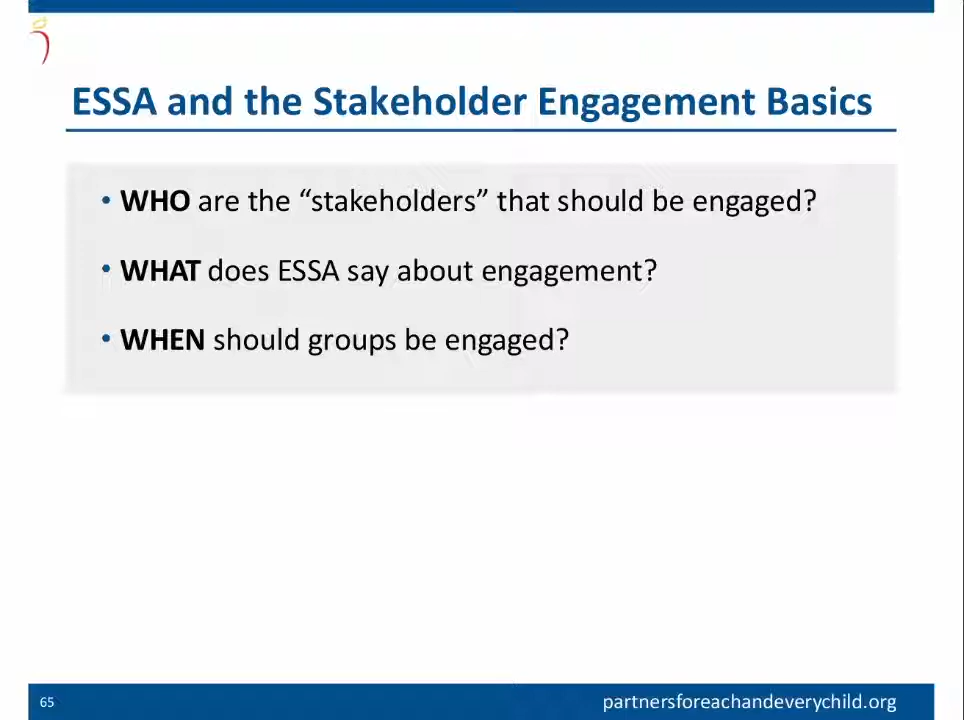 ESSA and the Stakeholder Engagement Basics
• WHO are the “stakeholders” that should be engaged?
• WHAT does ESSA say about engagement?
• WHEN should groups be engaged?
65
partnersforeachandeverychild.org